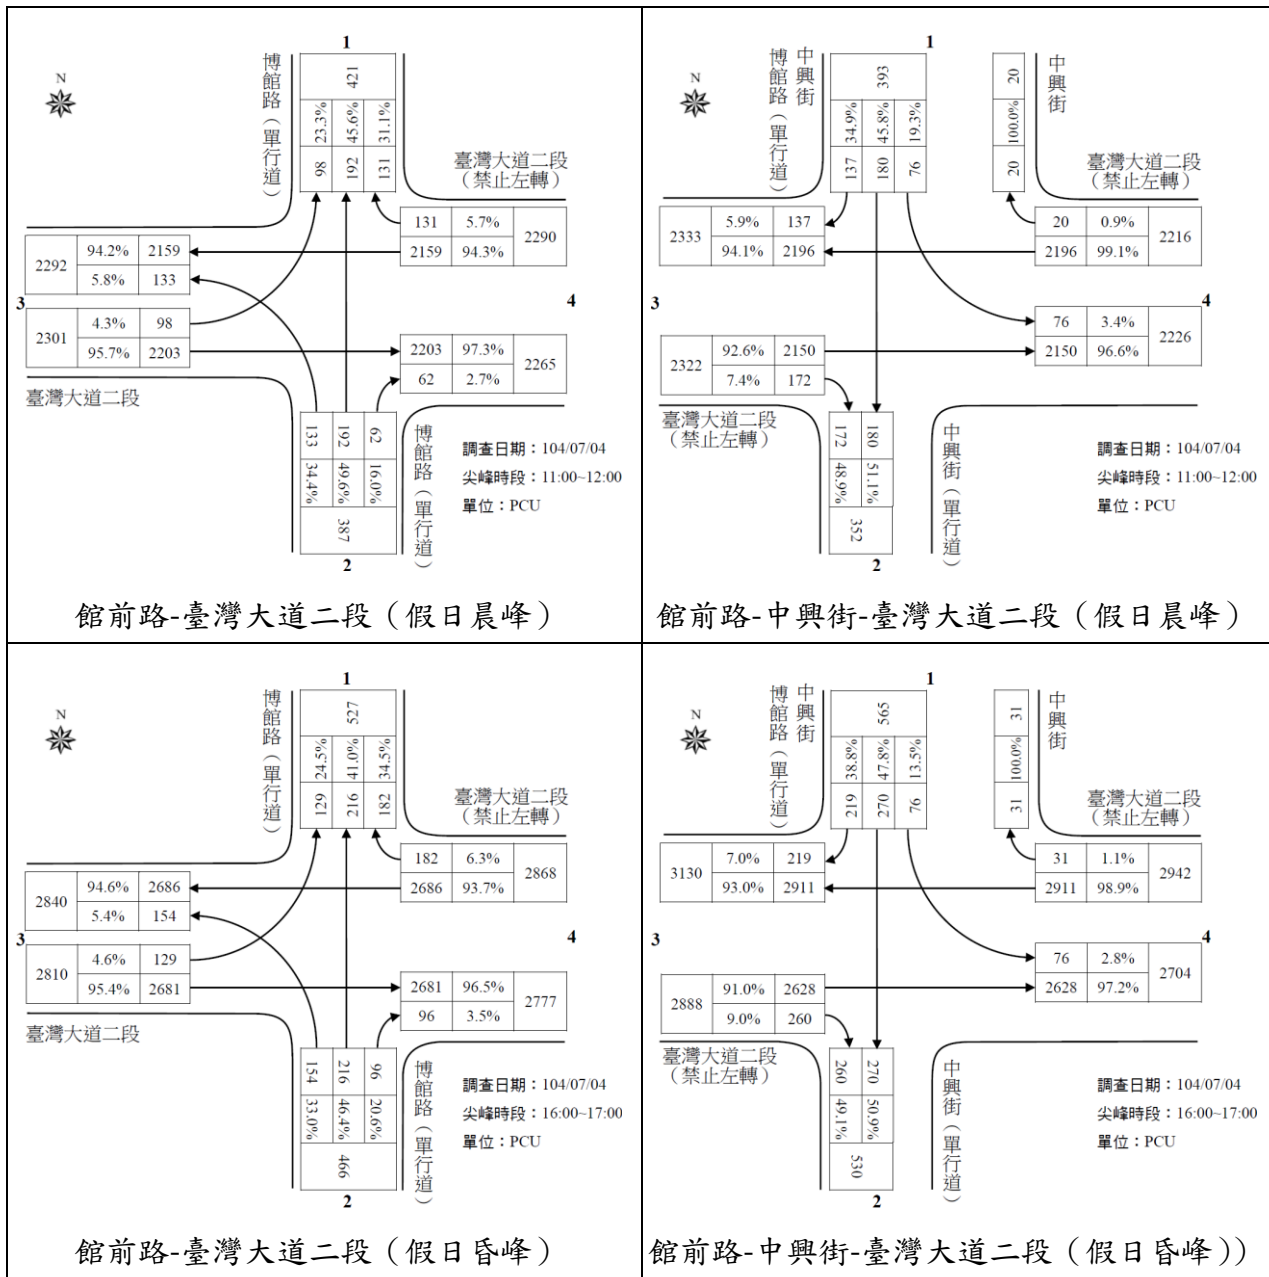 1
N
博館路（單行道）
421
23.3% 45.6% 31.1%
98 192 131
臺灣大道二段
（禁止左轉）
131 5.7% 2290
2159 94.3%
2292 94.2% 2159
5.8% 133
3
4
2301 4.3% 98
95.7% 2203
2203 97.3% 2265
62 2.7%
臺灣大道二段
133 192 62
34.4% 49.6% 16.0%
387
博館路（單行道）
調查日期：104/07/04
尖峰時段：11:00~12:00
單位：PCU
2
館前路-臺灣大道二段（假日晨峰）
1
N
博館路（單行道）
中興街
393
34.9% 45.8% 19.3%
137 180 76
20
100.0%
20
中興街
臺灣大道二段
（禁止左轉）
20 0.9% 2216
2196 99.1%
2333 5.9% 137
94.1% 2196
3
4
76 3.4% 2226
2150 96.6%
2322 92.6% 2150
7.4% 172
臺灣大道二段
（禁止左轉）
172 180
48.9% 51.1%
352
中興街（單行道）
調查日期：104/07/04
尖峰時段：11:00~12:00
單位：PCU
2
館前路-中興街-臺灣大道二段（假日晨峰）
1
N
博館路（單行道）
527
24.5% 41.0% 34.5%
129 216 182
臺灣大道二段
（禁止左轉）
182 6.3% 2868
2686 93.7%
2840 94.6% 2686
5.4% 154
3
4
2810 4.6% 129
95.4% 2681
2681 96.5% 2777
96 3.5%
臺灣大道二段
154 216 96
33.0% 46.4% 20.6%
466
博館路（單行道）
調查日期：104/07/04
尖峰時段：16:00~17:00
單位：PCU
2
館前路-臺灣大道二段（假日昏峰）
1
N
博館路（單行道）
中興街
565
38.8% 47.8% 13.5%
219 270 76
31
100.0%
31
中興街
臺灣大道二段
（禁止左轉）
31 1.1% 2942
2911 98.9%
3130 7.0% 219
93.0% 2911
3
4
76 2.8% 2704
2628 97.2%
2888 91.0% 2628
9.0% 260
臺灣大道二段
（禁止左轉）
260 270
49.1% 50.9%
530
中興街（單行道）
調查日期：104/07/04
尖峰時段：16:00~17:00
單位：PCU
2
館前路-中興街-臺灣大道二段（假日昏峰））